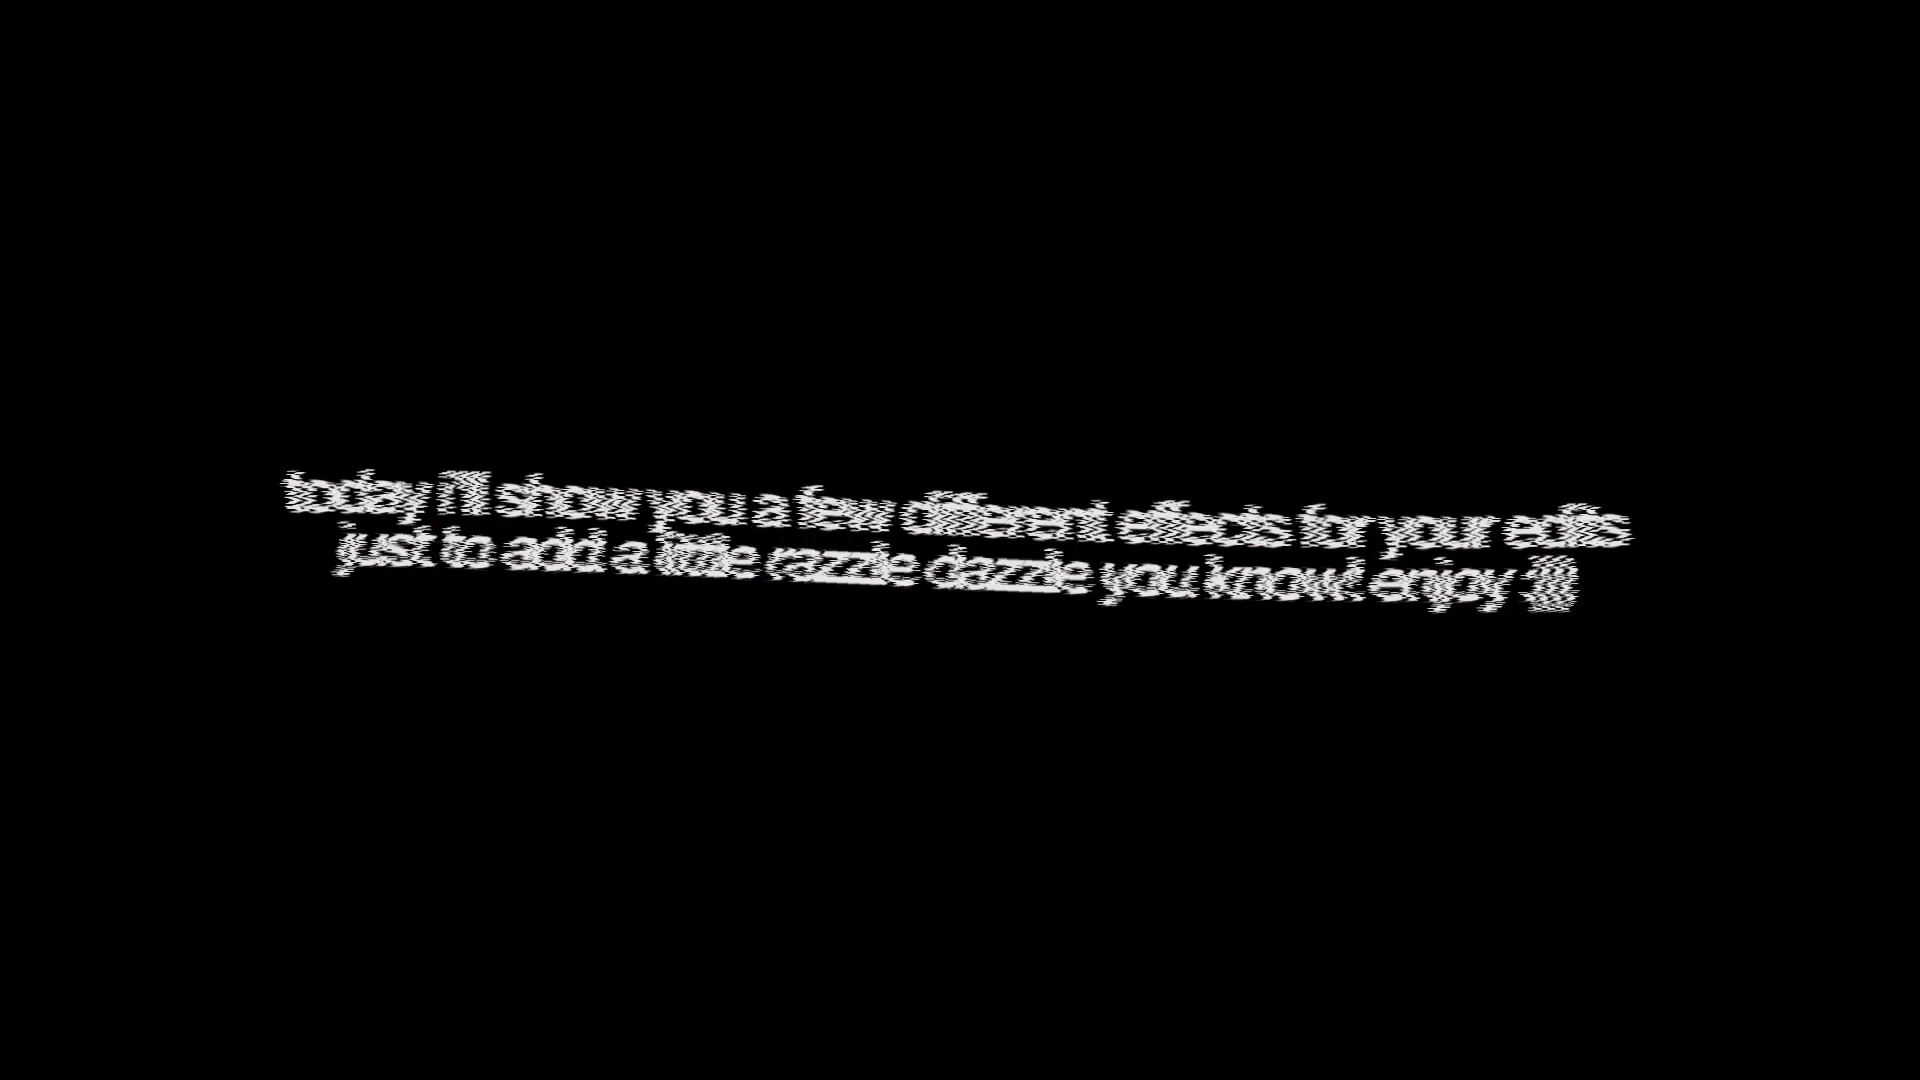 today i'll show you a few different effects for your edits
just to add a little razzle dazzle you know! enjoy